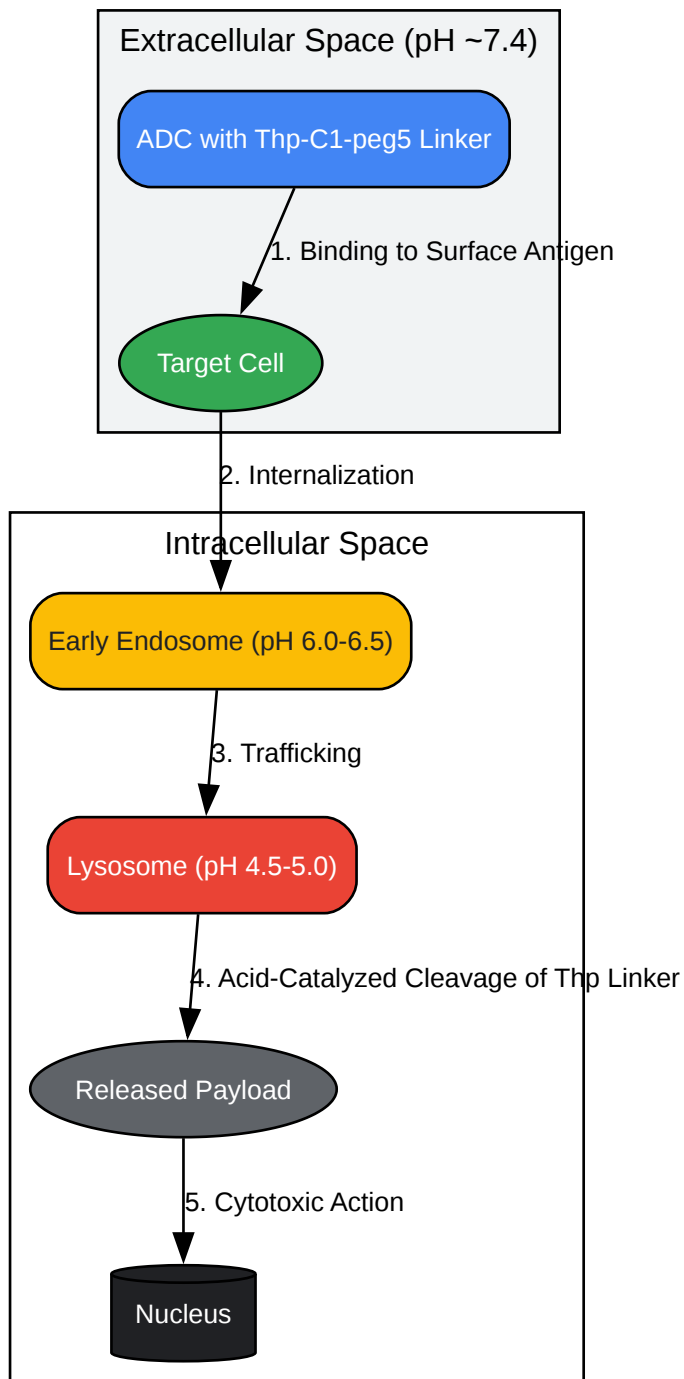 Extracellular Space (pH ~7.4)
ADC with Thp-C1-peg5 Linker
1. Binding to Surface Antigen
Target Cell
2. Internalization
Intracellular Space
Early Endosome (pH 6.0-6.5)
3. Trafficking
Lysosome (pH 4.5-5.0)
4. Acid-Catalyzed Cleavage of Thp Linker
Released Payload
5. Cytotoxic Action
Nucleus